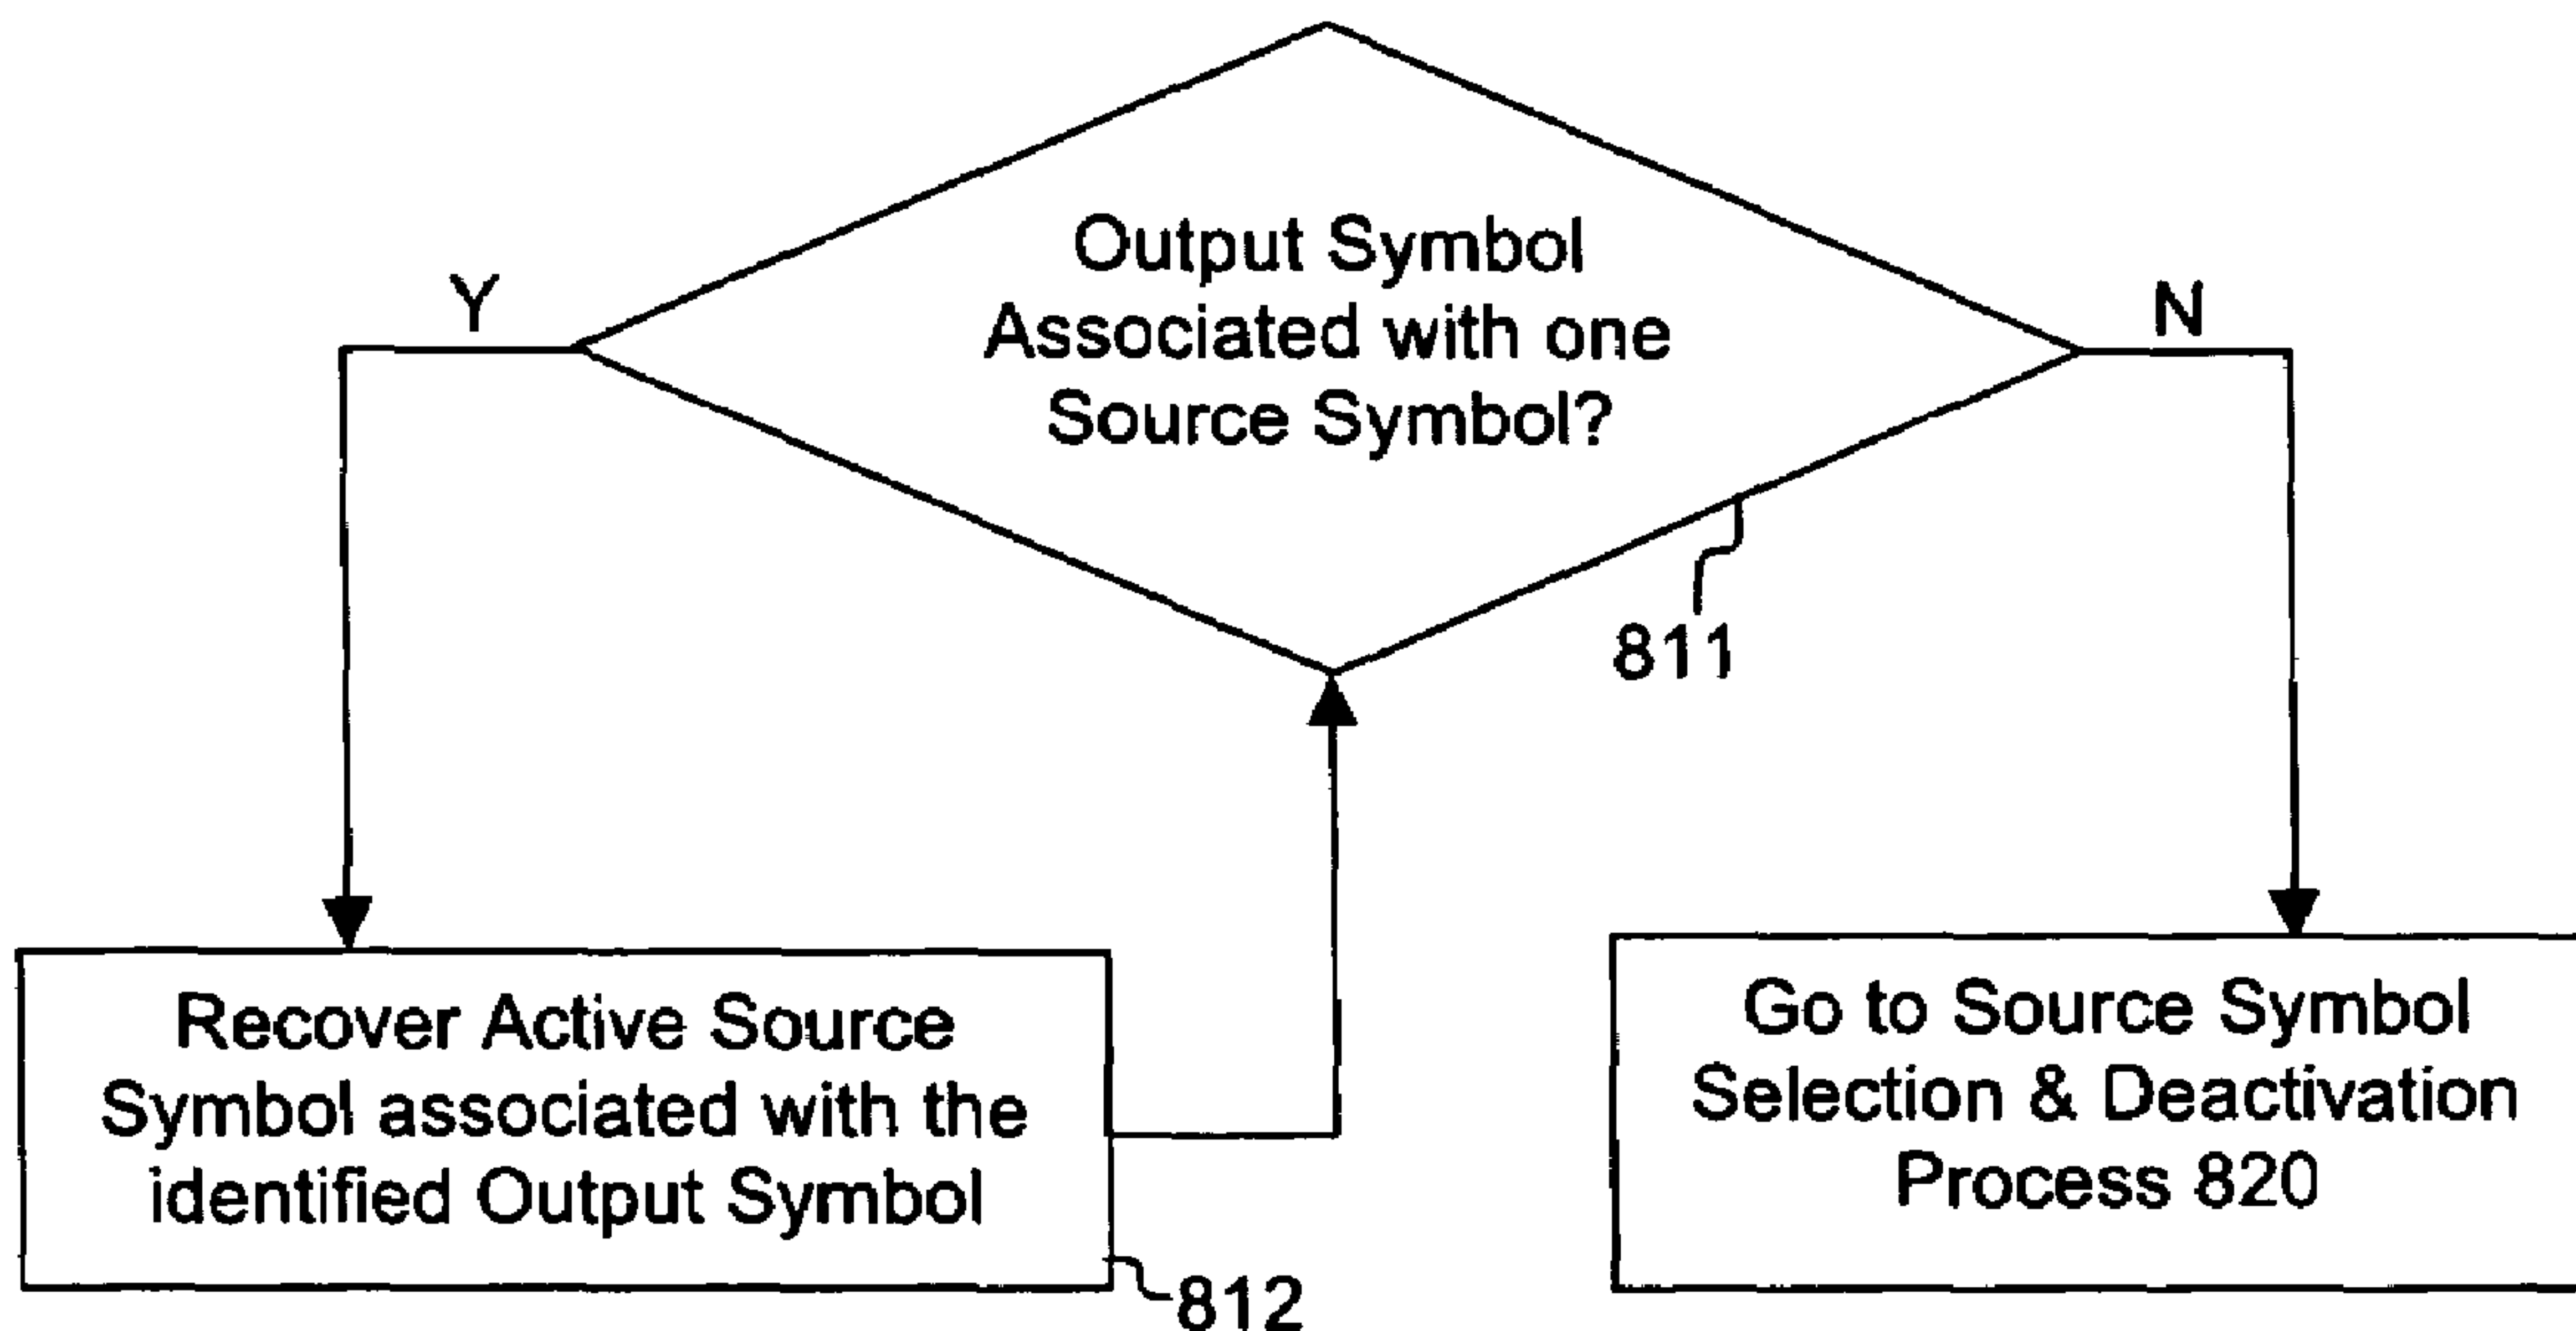 Output Symbol
Associated with one
Source Symbol?
Y
N
811
Recover Active Source
Symbol associated with the
identified Output Symbol
812
Go to Source Symbol
Selection & Deactivation
Process 820